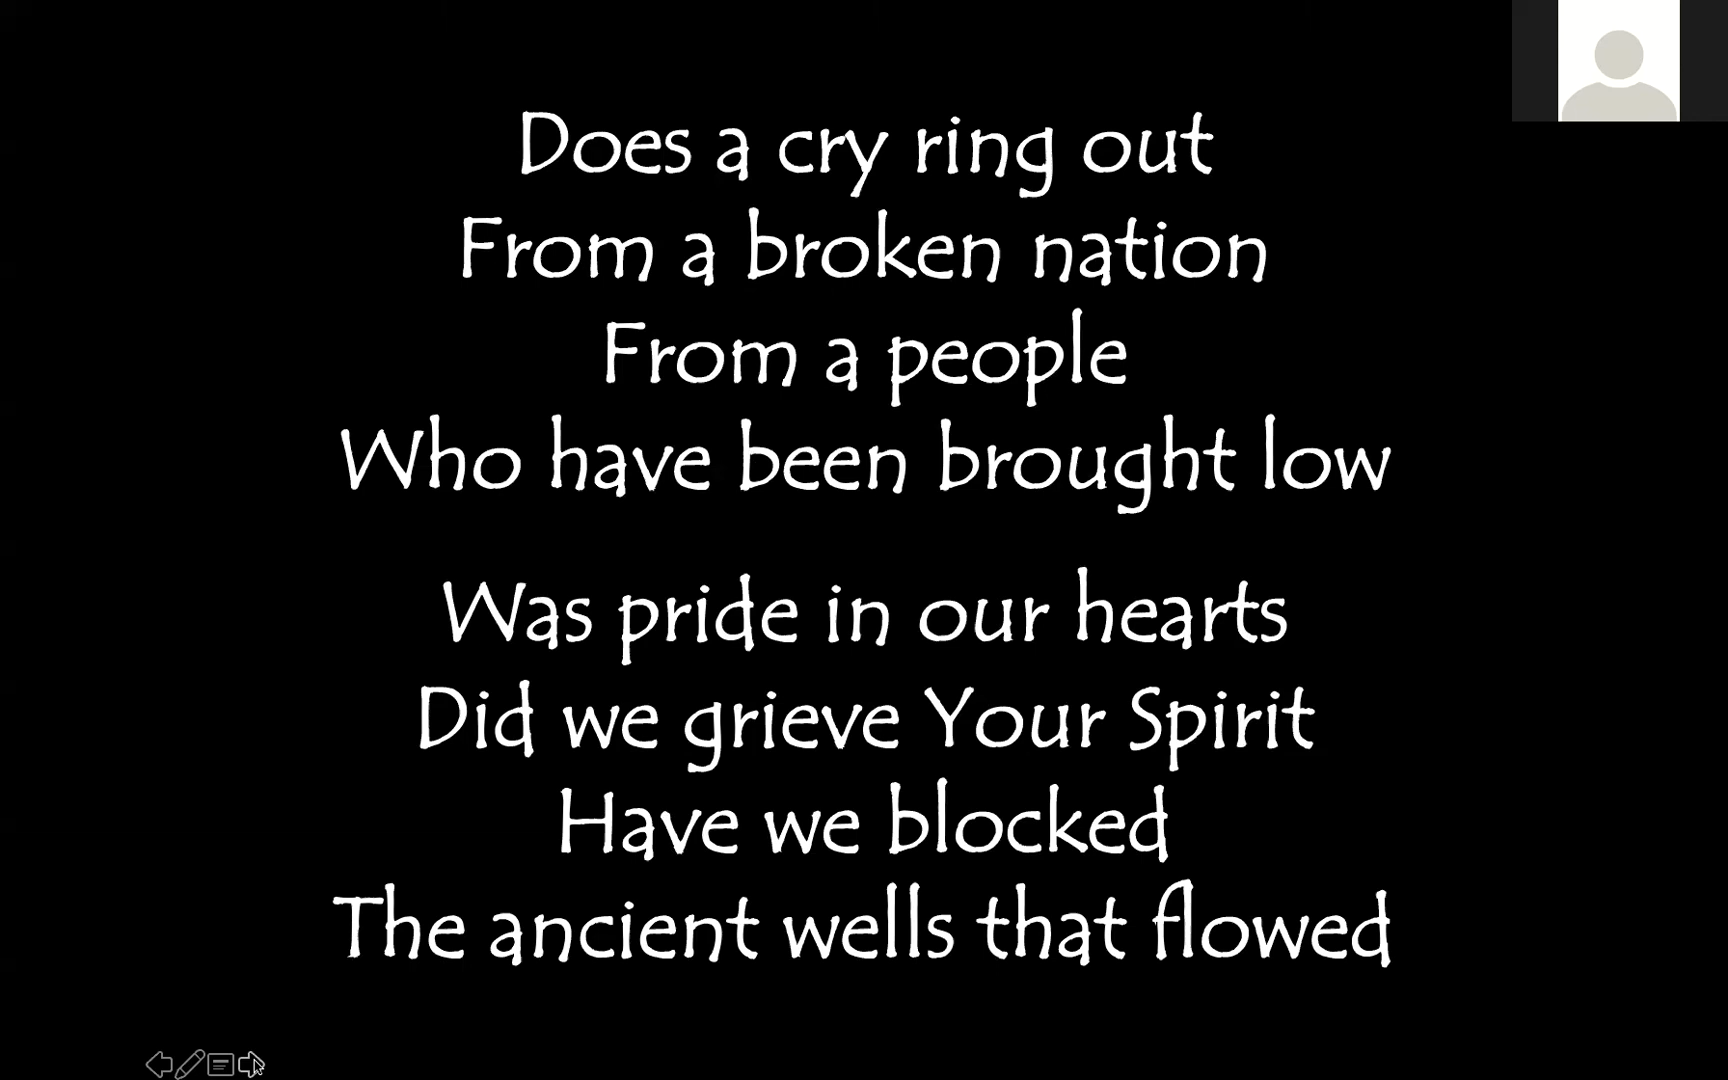 Does a cry ring out
From a broken nation
From a people
Who have been brought low
Was pride in our hearts
Did we grieve Your Spirit
Have we blocked
The ancient wells that flowed